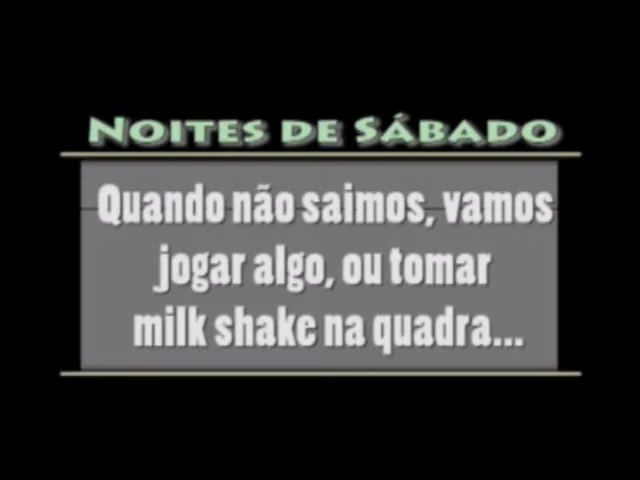 NOITES DE SÁBADO
Quando não saimos, vamos
jogar algo, ou tomar
milk shake na quadra...